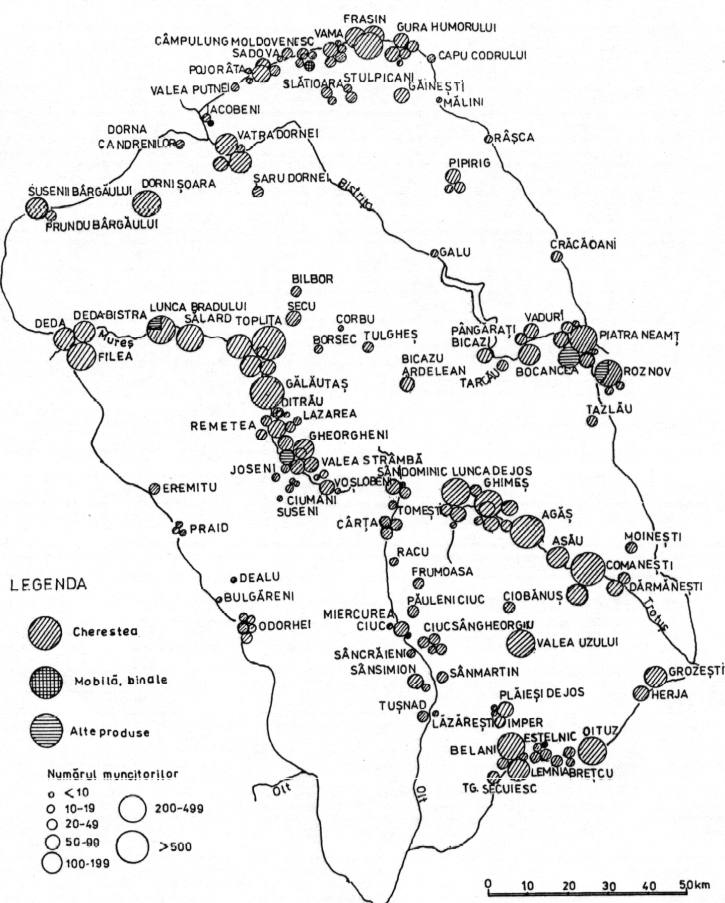 FRASIN
GURA HUMORULUI
VAMA
CÂMPULUNG MOLDOVENESC
SADOVA
CAPU CODRULUI
POJORÂTA
VALEA PUTNEI
SLĂTIOARA
STULPICANI
GĂINEȘTI
MĂLINI
IACOBENI
DORNA
CANDRENILOR
VATRA DORNEI
RÂȘCA
PIPIRIG
SUSENII BÂRGĂULUI
DORNIȘOARA
ȘARU DORNEI
Bistrița
PRUNDU BÂRGĂULUI
GALU
CRĂCĂOANI
BILBOR
SECU
CORBU
DEDA
DEDA-BISTRA
LUNCA BRADULUI
SĂLARD
TOPLIȚA
Mureș
FILEA
BORSEC
TULGHEȘ
PÂNGĂRAȚI
VADURI
PIATRA NEAMȚ
BICAZ
BICAZU
ARDELEAN
TARCĂU
BOCANCEA
ROZNOV
TAZLĂU
GĂLĂUTAȘ
DITRĂU
LAZAREA
REMETEA
GHEORGHENI
JOSENI
VALEA STRÂMBĂ
VOȘLOBENI
CIUMANI
SUSENI
SÂNDOMINIC
LUNCA DE JOS
GHIMEȘ
EREMITU
PRAID
TOMEȘTI
CÂRȚA
AGĂȘ
ASĂU
MOINEȘTI
RACU
FRUMOASA
COMANEȘTI
DĂRMĂNEȘTI
DEALU
BULGĂRENI
PĂULENI CIUC
CIOBĂNUȘ
Trotuș
ODORHEI
MIERCUREA
CIUC
CIUCSÂNGHEORGHIU
VALEA UZULUI
SÂNCRĂIENI
SÂNSIMION
SÂNMARTIN
GROZEȘTI
HERJA
TUȘNAD
LĂZĂREȘTI
PLĂIEȘI DE JOS
IMPER
ESTELNIC
OITUZ
BELANI
LEMNIA
BREȚCU
TG. SECUIESC
Olt
Olt
LEGENDA
Cherestea
Mobilă, binale
Alte produse
Numărul muncitorilor
<10
10-19
20-49
50-99
100-199
200-499
>500
0 10 20 30 40 50km